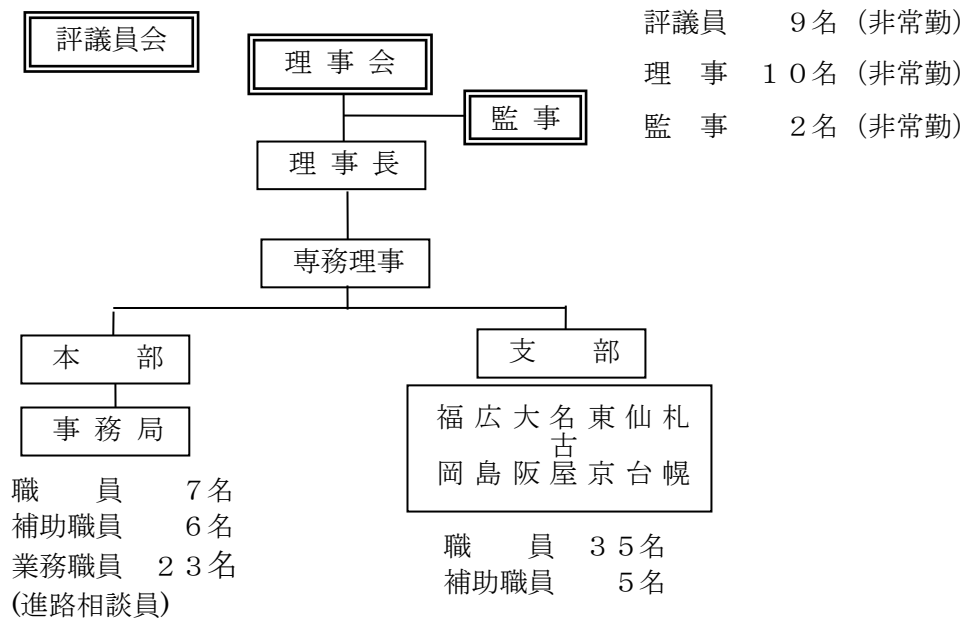 評議員会
理 事 会
監 事
理 事 長
専務理事
評議員　　９名（非常勤）
理　事　１０名（非常勤）
監　事　　２名（非常勤）
本　　部
事 務 局
職　　員　　７名
補助職員　　６名
業務職員　２３名
(進路相談員)
支　　部
札幌
仙台
東京
名古屋
大阪
広島
福岡
職　　員　３５名
補助職員　　５名